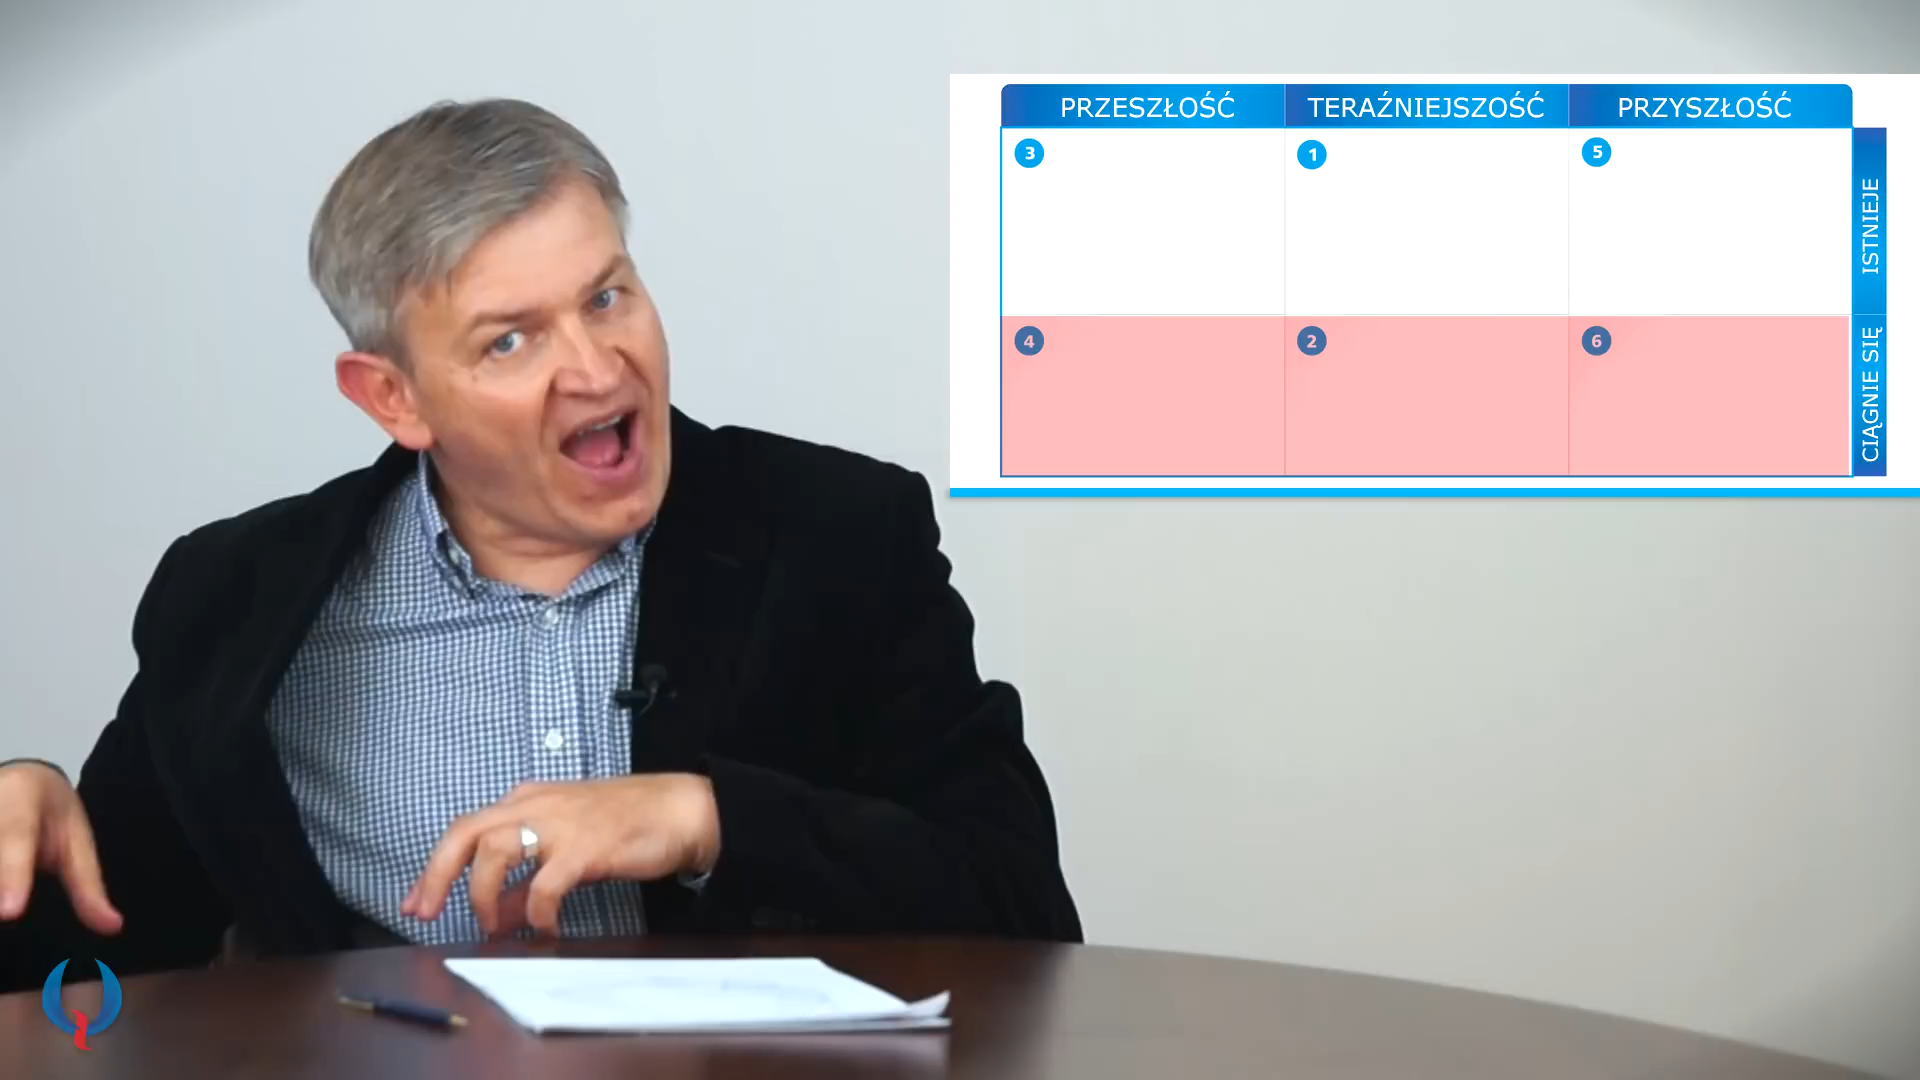 PRZESZŁOŚĆ TERAŹNIEJSZOŚĆ PRZYSZŁOŚĆ
3 1 5
ISTNIEJE
4 2 6
CIĄGNIE SIĘ